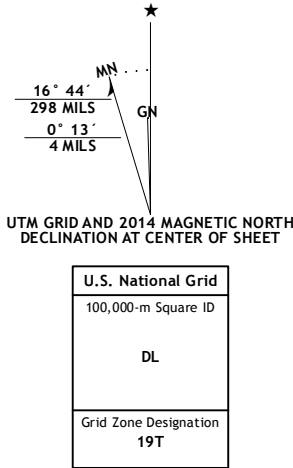 MN
16° 44´
298 MILS
GN
0° 13´
4 MILS
UTM GRID AND 2014 MAGNETIC NORTH
DECLINATION AT CENTER OF SHEET
U.S. National Grid
100,000-m Square ID
DL
Grid Zone Designation
19T